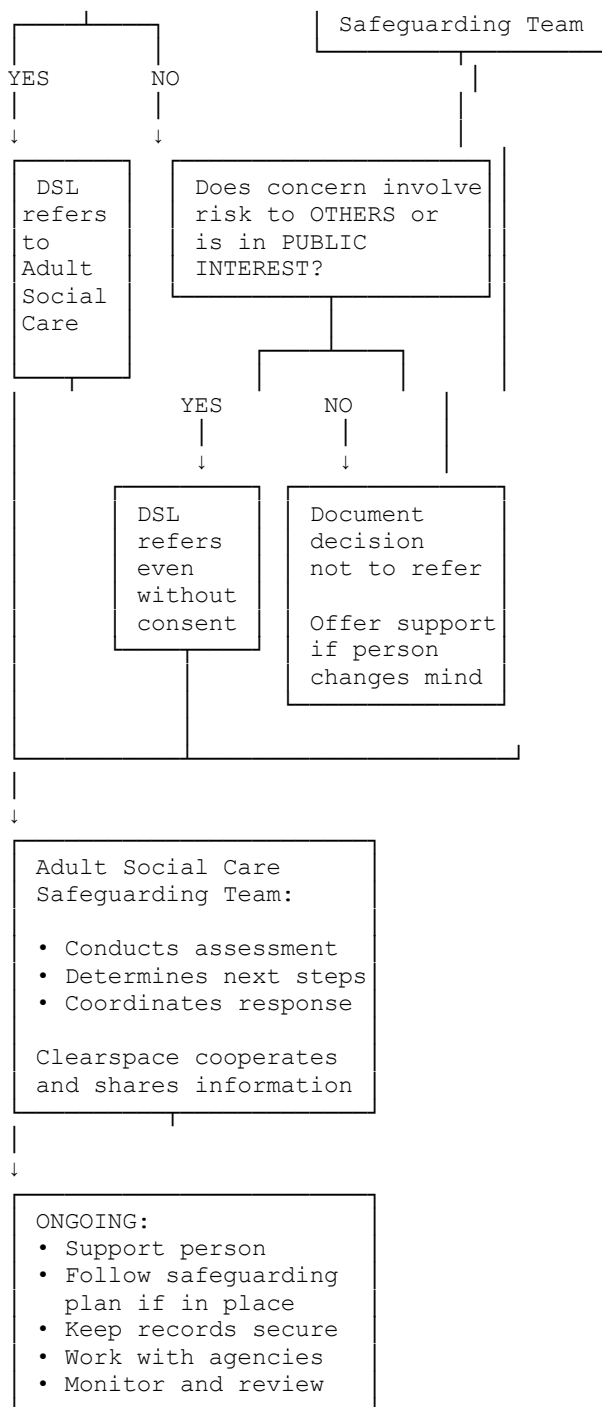 Safeguarding Team
YES NO
↓ ↓
DSL
refers
to
Adult
Social
Care
Does concern involve
risk to OTHERS or
is in PUBLIC
INTEREST?
YES NO
↓ ↓
DSL
refers
even
without
consent
Document
decision
not to refer
Offer support
if person
changes mind
↓
Adult Social Care
Safeguarding Team:
• Conducts assessment
• Determines next steps
• Coordinates response
Clearspace cooperates
and shares information
↓
ONGOING:
• Support person
• Follow safeguarding
plan if in place
• Keep records secure
• Work with agencies
• Monitor and review